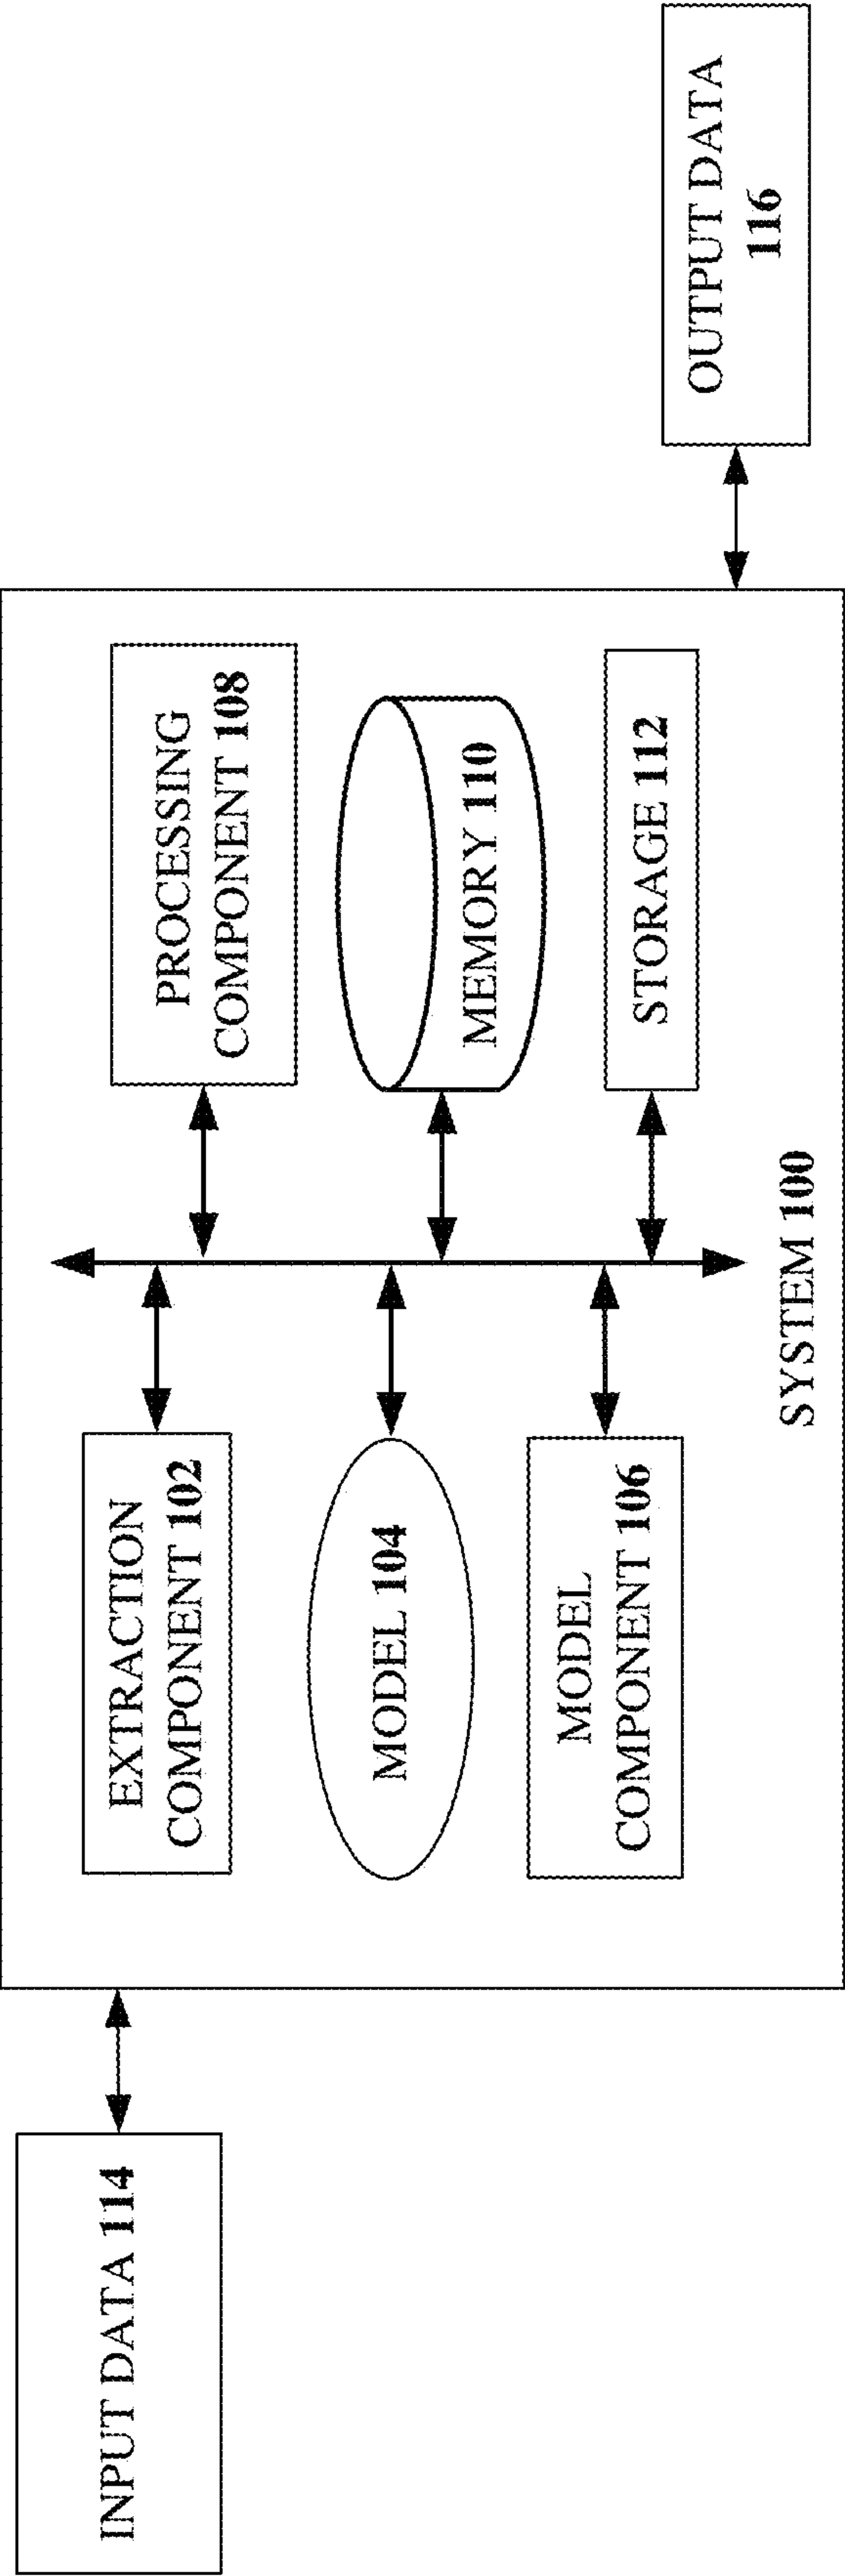 INPUT DATA 114
EXTRACTION
COMPONENT 102
MODEL 104
MODEL
COMPONENT 106
PROCESSING
COMPONENT 108
MEMORY 110
STORAGE 112
SYSTEM 100
OUTPUT DATA
116